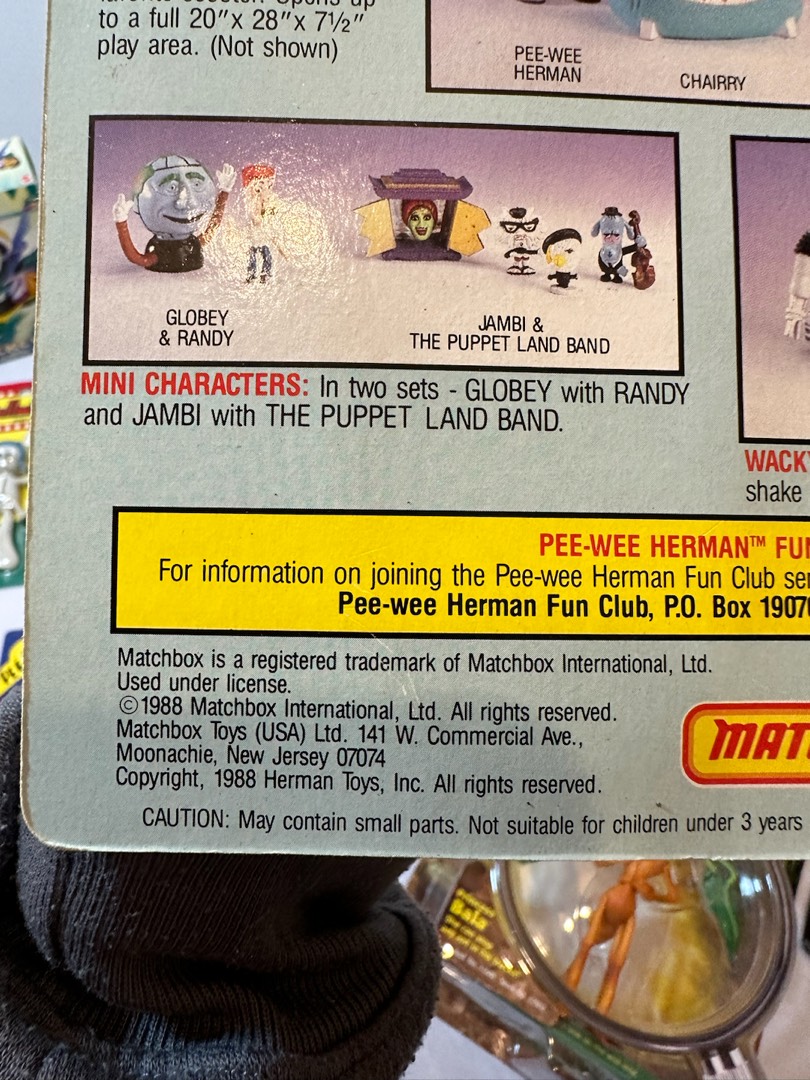 to a full 20"x 28"x 7½"
play area. (Not shown)
PEE-WEE
HERMAN
CHAIRRY
GLOBEY
& RANDY
JAMBI &
THE PUPPET LAND BAND
MINI CHARACTERS: In two sets - GLOBEY with RANDY
and JAMBI with THE PUPPET LAND BAND.
WACKY
shake
PEE-WEE HERMAN™ FUN
For information on joining the Pee-wee Herman Fun Club
Pee-wee Herman Fun Club, P.O. Box 1907
Matchbox is a registered trademark of Matchbox International, Ltd.
Used under license.
©1988 Matchbox International, Ltd. All rights reserved.
Matchbox Toys (USA) Ltd. 141 W. Commercial Ave.,
Moonachie, New Jersey 07074
Copyright, 1988 Herman Toys, Inc. All rights reserved.
MAT
CAUTION: May contain small parts. Not suitable for children under 3 years